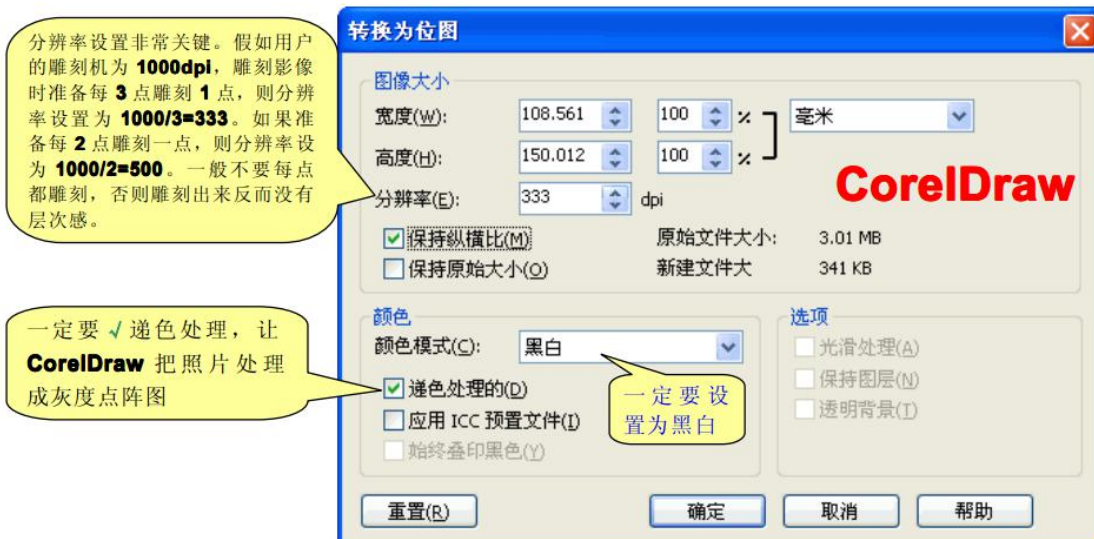 分辨率设置非常关键。假如用户
的雕刻机为 1000dpi，雕刻影像
时准备每 3 点雕刻 1 点，则分辨
率设置为 1000/3=333。如果准
备每 2 点雕刻一点，则分辨率设
为 1000/2=500。一般不要每点
都雕刻，否则雕刻出来反而没有
层次感。
一定要 √ 递色处理，让
CorelDraw 把照片处理
成灰度点阵图
转换为位图
图像大小
宽度(W): 108.561 100 % 毫米
高度(H): 150.012 100 %
分辨率(E): 333 dpi
CorelDraw
保持纵横比(M) 原始文件大小: 3.01 MB
保持原始大小(O) 新建文件大 341 KB
颜色
颜色模式(C): 黑白
递色处理的(D)
应用 ICC 预置文件(I)
始终叠印黑色(Y)
一定要设
置为黑白
选项
光滑处理(A)
保持图层(N)
透明背景(T)
重置(R) 确定 取消 帮助